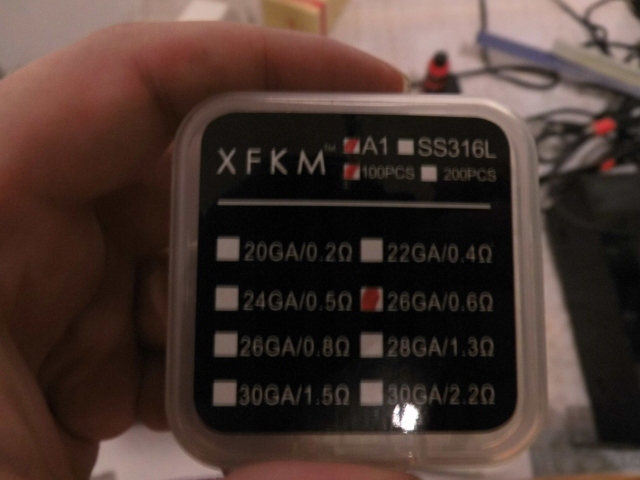 XFKM™ A1 SS316L
100PCS 200PCS
20GA/0.2Ω 22GA/0.4Ω
24GA/0.5Ω 26GA/0.6Ω
26GA/0.8Ω 28GA/1.3Ω
30GA/1.5Ω 30GA/2.2Ω